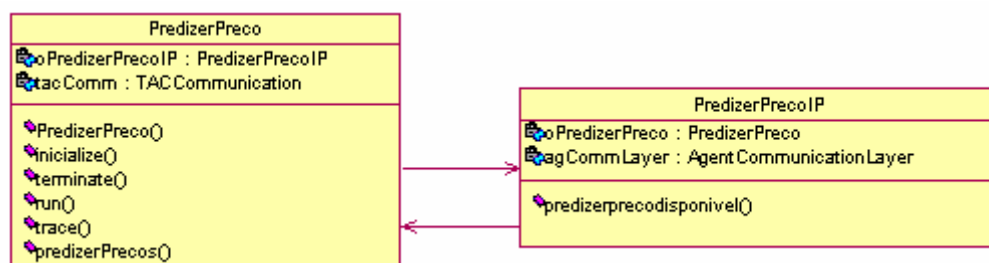 PredizerPreco
oPredizerPrecoIP : PredizerPrecoIP
tacComm : TACCommunication
PredizerPreco()
inicialize()
terminate()
run()
trace()
predizerPrecos()
PredizerPrecoIP
oPredizerPreco : PredizerPreco
agCommLayer : AgentCommunicationLayer
predizerprecodisponivel()